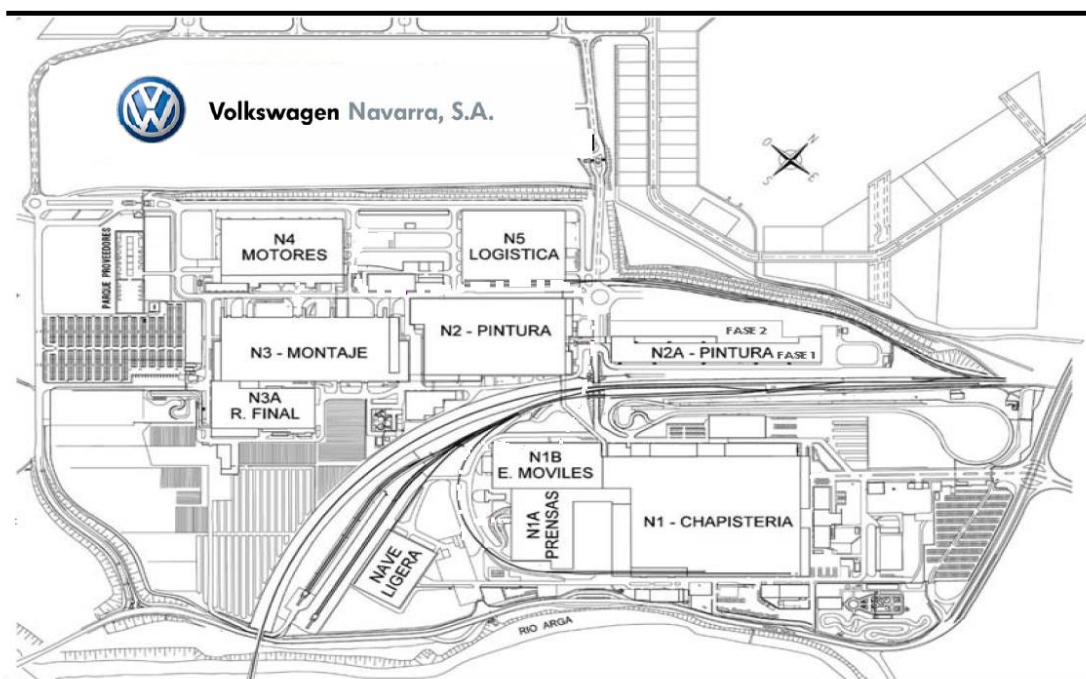 Volkswagen Navarra, S.A.
N
O
E
S
N4
MOTORES
N5
LOGISTICA
PARQUE PROVEEDORES
N2 - PINTURA
FASE 2
N2A - PINTURA FASE 1
N3 - MONTAJE
N3A
R. FINAL
N1B
E. MOVILES
N1A
PRENSAS
N1 - CHAPISTERIA
NAVE
LIGERA
RIO ARGA